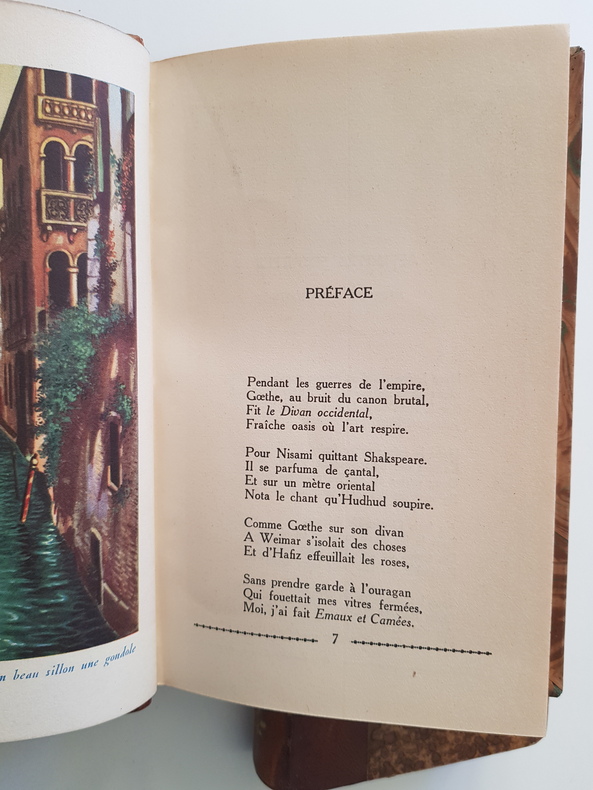 n beau sillon une gondole
PRÉFACE
Pendant les guerres de l'empire,
Gœthe, au bruit du canon brutal,
Fit le Divan occidental,
Fraîche oasis où l'art respire.
Pour Nisami quittant Shakspeare.
Il se parfuma de çantal,
Et sur un mètre oriental
Nota le chant qu'Hudhud soupire.
Comme Gœthe sur son divan
A Weimar s'isolait des choses
Et d'Hafiz effeuillait les roses,
Sans prendre garde à l'ouragan
Qui fouettait mes vitres fermées,
Moi, j'ai fait Emaux et Camées.
7